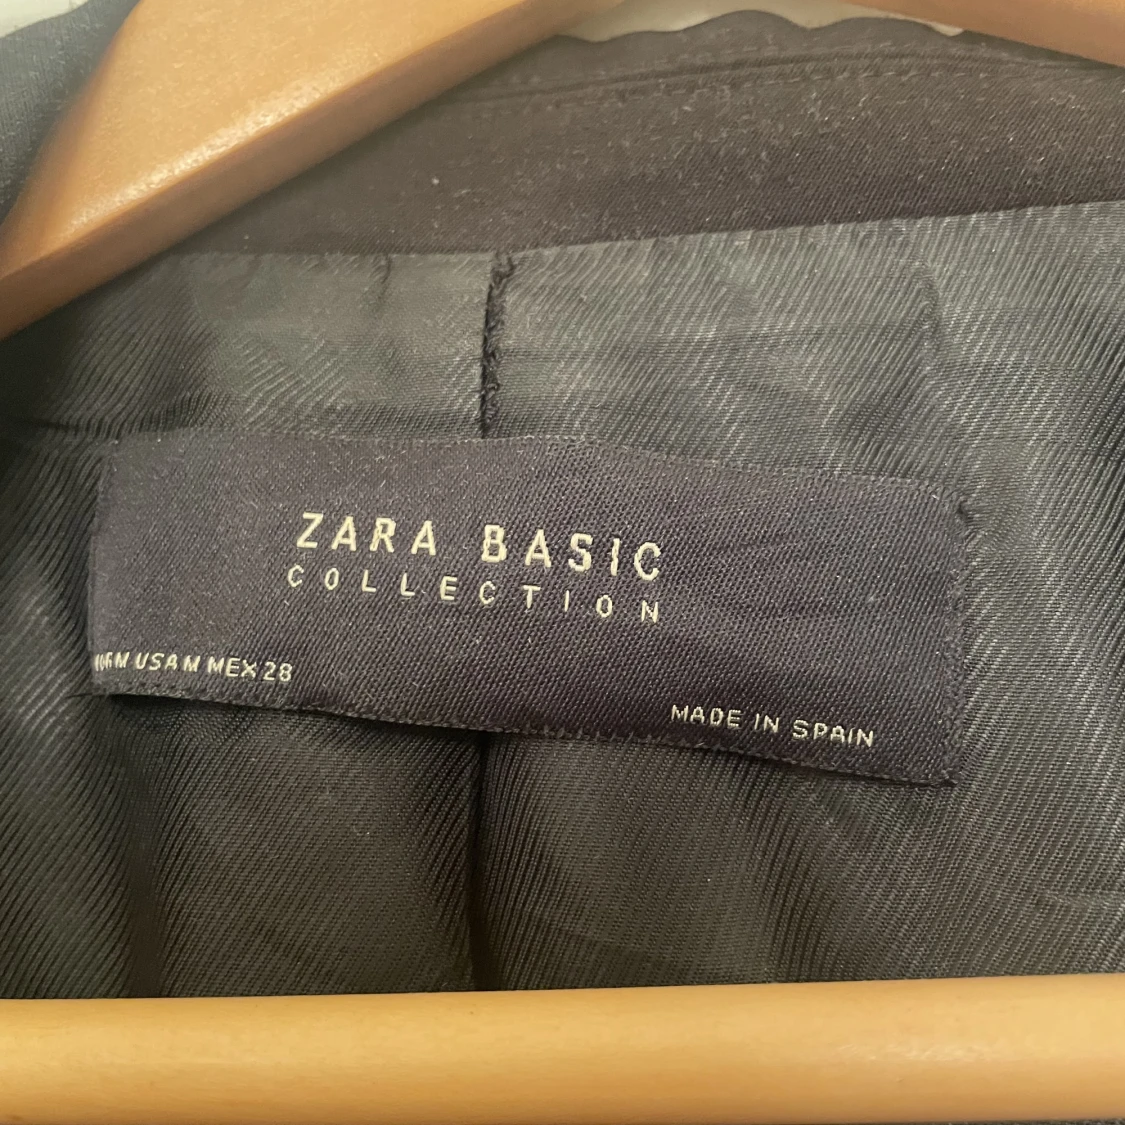 ZARA BASIC
COLLECTION
USA M MEX 28
MADE IN SPAIN